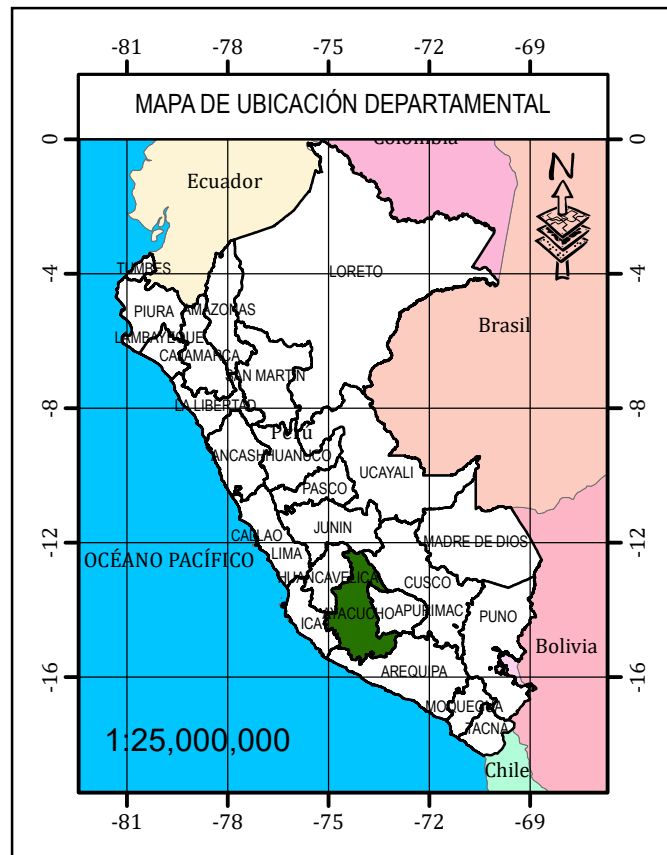 -81 -78 -75 -72 -69
MAPA DE UBICACIÓN DEPARTAMENTAL
0 0
Colombia
N
Ecuador
TUMBES
LORETO
-4 -4
PIURA
AMAZONAS
Brasil
LAMBAYEQUE
CAJAMARCA
SAN MARTIN
LA LIBERTAD
-8 -8
Perú
ANCASH
HUANUCO
UCAYALI
PASCO
JUNIN
CALLAO
MADRE DE DIOS
-12 -12
OCÉANO PACÍFICO
LIMA
HUANCAVELICA
CUSCO
AYACUCHO
APURIMAC
PUNO
ICA
Bolivia
AREQUIPA
-16 -16
MOQUEGUA
TACNA
1:25,000,000
Chile
-81 -78 -75 -72 -69